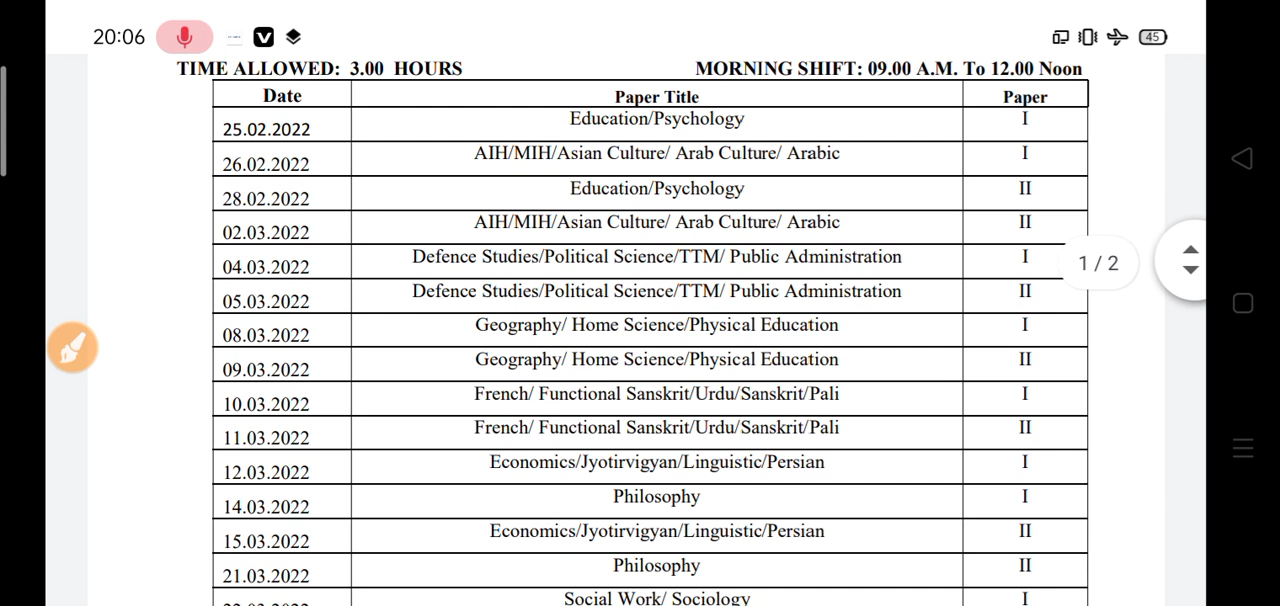 20:06
45
TIME ALLOWED: 3.00 HOURS MORNING SHIFT: 09.00 A.M. To 12.00 Noon
Date Paper Title Paper
25.02.2022 Education/Psychology I
26.02.2022 AIH/MIH/Asian Culture/ Arab Culture/ Arabic I
28.02.2022 Education/Psychology II
02.03.2022 AIH/MIH/Asian Culture/ Arab Culture/ Arabic II
04.03.2022 Defence Studies/Political Science/TTM/ Public Administration I
1 / 2
05.03.2022 Defence Studies/Political Science/TTM/ Public Administration II
08.03.2022 Geography/ Home Science/Physical Education I
09.03.2022 Geography/ Home Science/Physical Education II
10.03.2022 French/ Functional Sanskrit/Urdu/Sanskrit/Pali I
11.03.2022 French/ Functional Sanskrit/Urdu/Sanskrit/Pali II
12.03.2022 Economics/Jyotirvigyan/Linguistic/Persian I
14.03.2022 Philosophy I
15.03.2022 Economics/Jyotirvigyan/Linguistic/Persian II
21.03.2022 Philosophy II
Social Work/ Sociology I